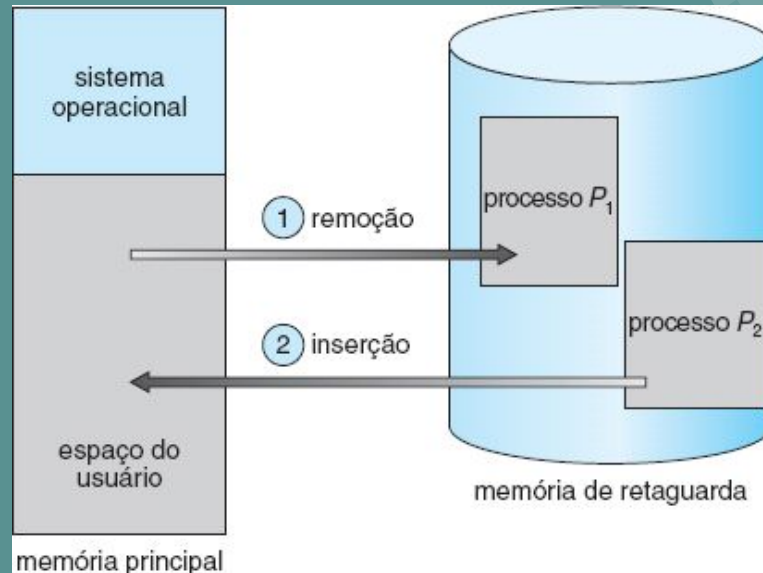 sistema
operacional
1 remoção
processo P1
2 inserção
processo P2
espaço do
usuário
memória de retaguarda
memória principal